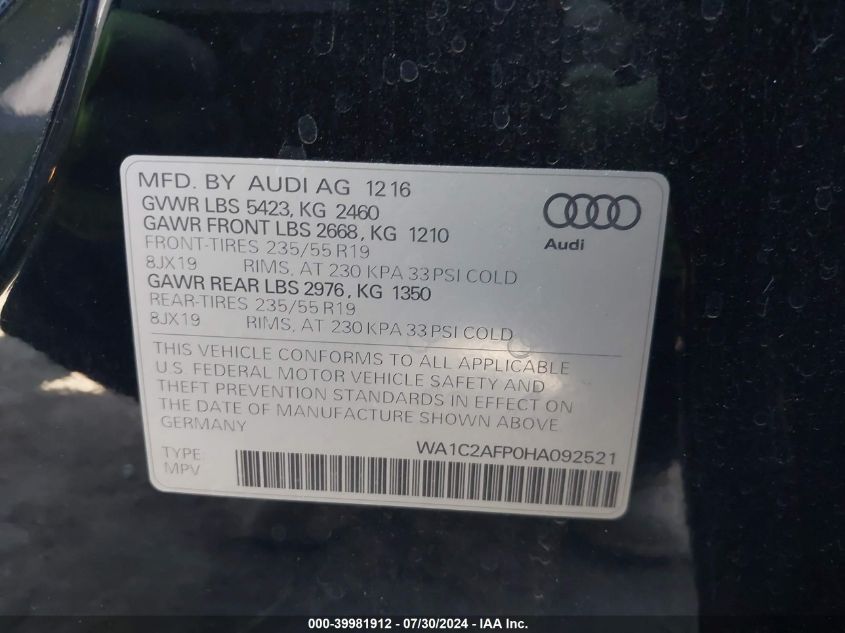 MFD. BY AUDI AG 12 16
GVWR LBS 5423, KG 2460
GAWR FRONT LBS 2668, KG 1210
FRONT-TIRES 235/55 R19
8JX19 RIMS, AT 230 KPA 33 PSI COLD
GAWR REAR LBS 2976, KG 1350
REAR-TIRES 235/55 R19
8JX19 RIMS, AT 230 KPA 33 PSI COLD
Audi
THIS VEHICLE CONFORMS TO ALL APPLICABLE
U.S. FEDERAL MOTOR VEHICLE SAFETY AND
THEFT PREVENTION STANDARDS IN EFFECT ON
THE DATE OF MANUFACTURE SHOWN ABOVE
GERMANY
WA1C2AFP0HA092521
TYPE:
MPV
000-39981912 - 07/30/2024 - IAA Inc.